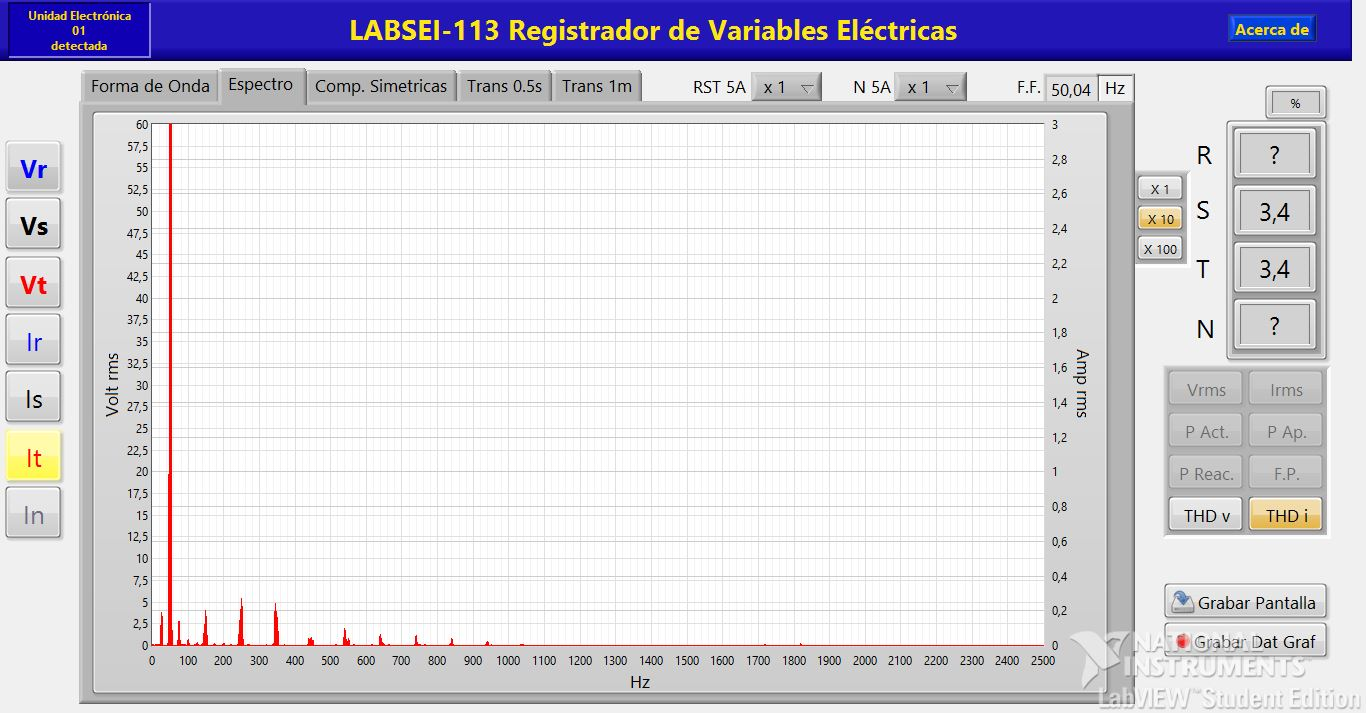 Unidad Electrónica
01
detectada
LABSEI-113 Registrador de Variables Eléctricas
Acerca de
Forma de Onda
Espectro
Comp. Simetricas
Trans 0.5s
Trans 1m
RST 5A
x 1
N 5A
x 1
F.F.
50,04
Hz
Vr
Vs
Vt
Ir
Is
It
In
Volt rms
60
57,5
55
52,5
50
47,5
45
42,5
40
37,5
35
32,5
30
27,5
25
22,5
20
17,5
15
12,5
10
7,5
5
2,5
0
0 100 200 300 400 500 600 700 800 900 1000 1100 1200 1300 1400 1500 1600 1700 1800 1900 2000 2100 2200 2300 2400 2500
Hz
3
2,8
2,6
2,4
2,2
2
1,8
1,6
1,4
1,2
1
0,8
0,6
0,4
0,2
0
Amp rms
X 1
X 10
X 100
%
R ?
S 3,4
T 3,4
N ?
Vrms Irms
P Act. P Ap.
P Reac. F.P.
THD v THD i
Grabar Pantalla
Grabar Dat Graf
NATIONAL
INSTRUMENTS™
LabVIEW™ Student Edition